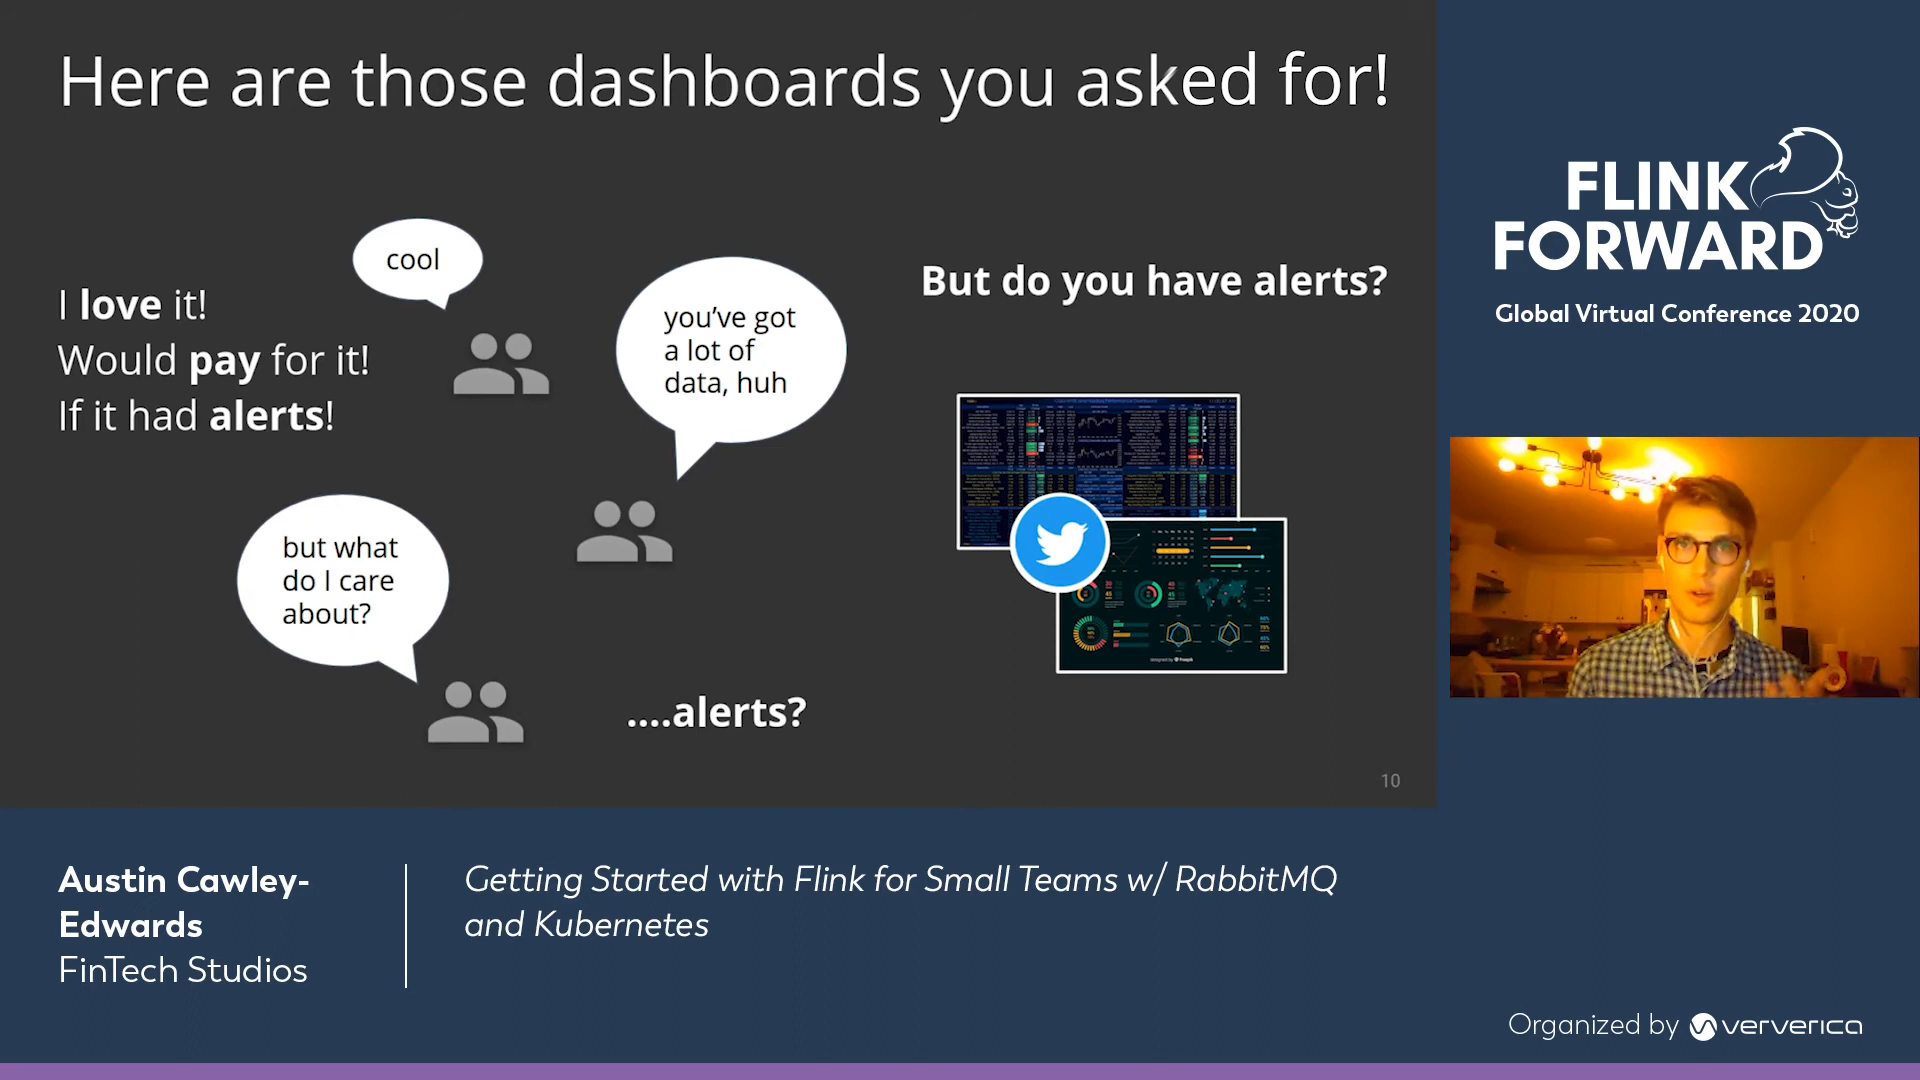 Here are those dashboards you asked for!
I love it!
Would pay for it!
If it had alerts!
cool
you've got
a lot of
data, huh
but what
do I care
about?
....alerts?
But do you have alerts?
10
FLINK
FORWARD
Global Virtual Conference 2020
Austin Cawley-
Edwards
FinTech Studios
Getting Started with Flink for Small Teams w/ RabbitMQ
and Kubernetes
Organized by ververica